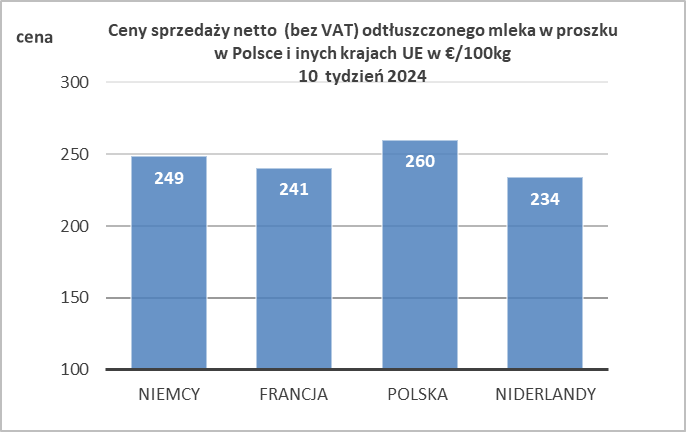 cena
Ceny sprzedaży netto  (bez VAT) odtłuszczonego mleka w proszku
w Polsce i inych krajach UE w €/100kg
10  tydzień 2024
300
250
200
150
100
249
241
260
234
NIEMCY
FRANCJA
POLSKA
NIDERLANDY